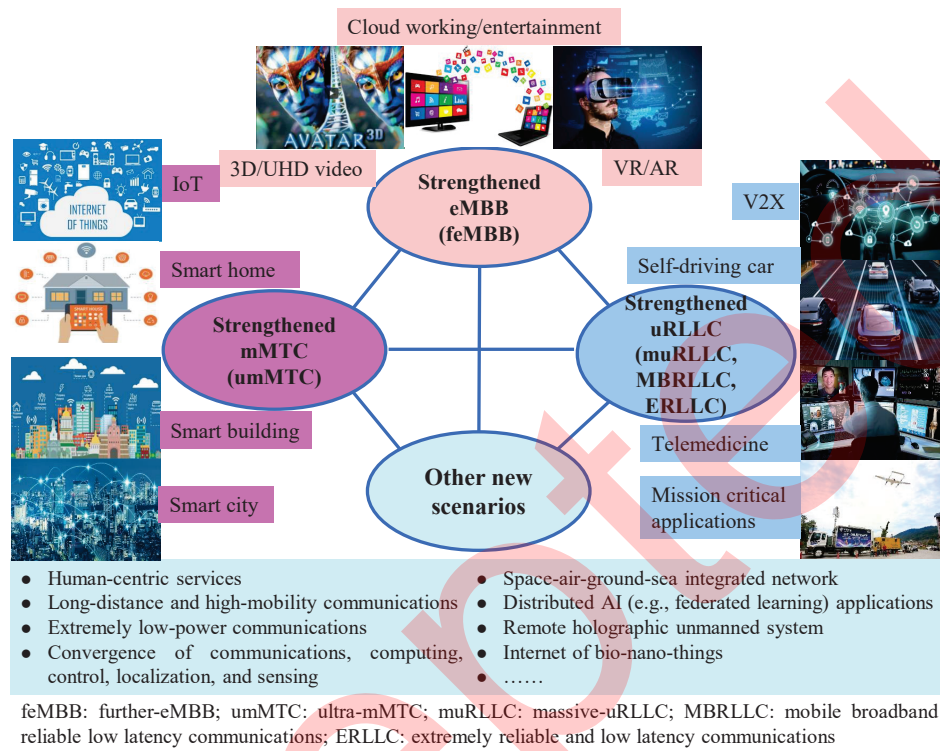 Cloud working/entertainment
AVATAR 3D
3D/UHD video
VR/AR
IoT
INTERNET
OF THINGS
Strengthened
eMBB
(feMBB)
V2X
Smart home
SMART HOUSE
Self-driving car
Strengthened
mMTC
(umMTC)
Strengthened
uRLLC
(muRLLC,
MBRLLC,
ERLLC)
Smart building
Telemedicine
Smart city
Other new
scenarios
Mission critical
applications
● Human-centric services
● Long-distance and high-mobility communications
● Extremely low-power communications
● Convergence of communications, computing,
control, localization, and sensing
● Space-air-ground-sea integrated network
● Distributed AI (e.g., federated learning) applications
● Remote holographic unmanned system
● Internet of bio-nano-things
● ……
feMBB: further-eMBB; umMTC: ultra-mMTC; muRLLC: massive-uRLLC; MBRLLC: mobile broadband
reliable low latency communications; ERLLC: extremely reliable and low latency communications